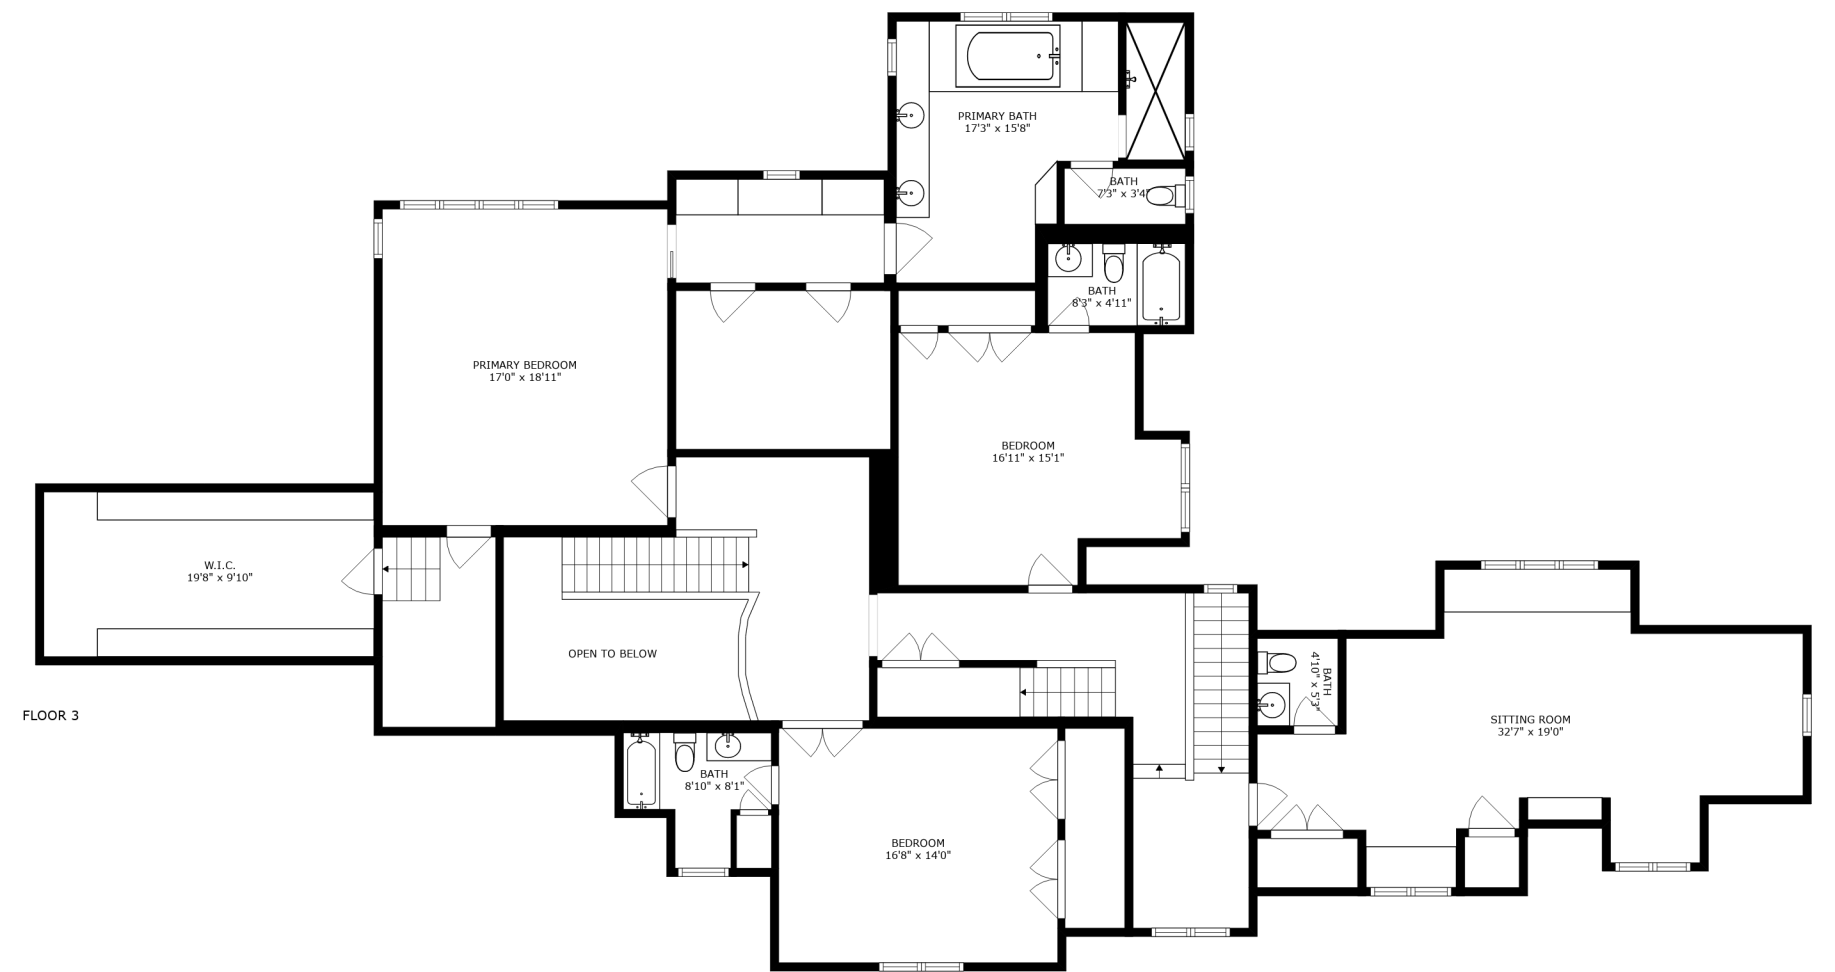 PRIMARY BATH
17'3" x 15'8"
BATH
7'3" x 3'4"
BATH
8'3" x 4'11"
PRIMARY BEDROOM
17'0" x 18'11"
BEDROOM
16'11" x 15'1"
W.I.C.
19'8" x 9'10"
OPEN TO BELOW
BATH
4'10" x 5'3"
FLOOR 3
SITTING ROOM
32'7" x 19'0"
BATH
8'10" x 8'1"
BEDROOM
16'8" x 14'0"